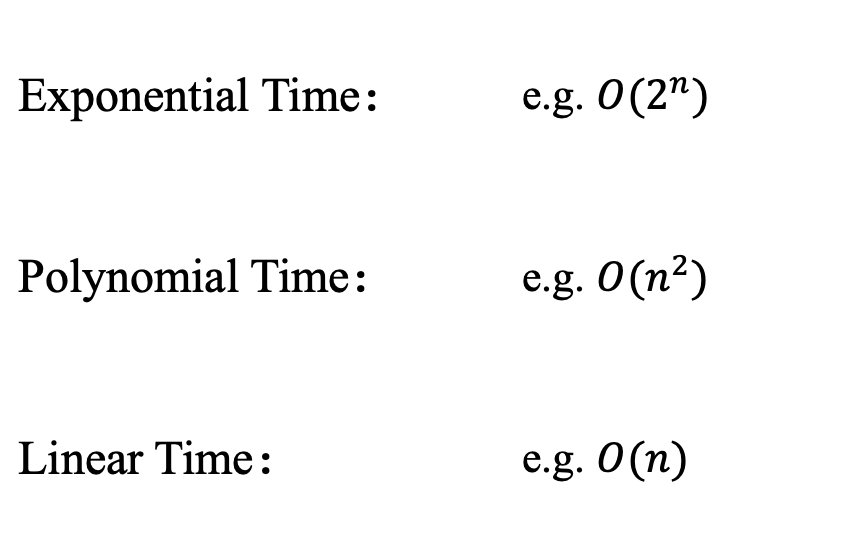 Exponential Time: e.g. O(2ⁿ)
Polynomial Time: e.g. O(n²)
Linear Time: e.g. O(n)